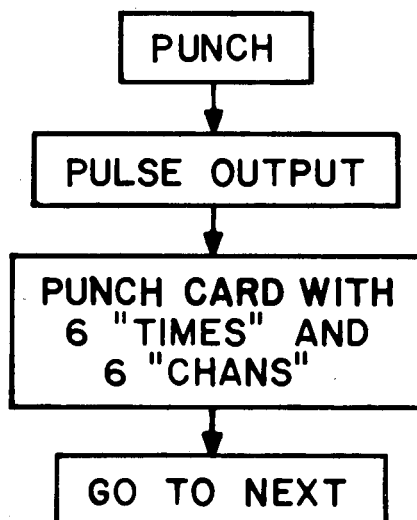 PUNCH
PULSE OUTPUT
PUNCH CARD WITH
6 "TIMES" AND
6 "CHANS"
GO TO NEXT